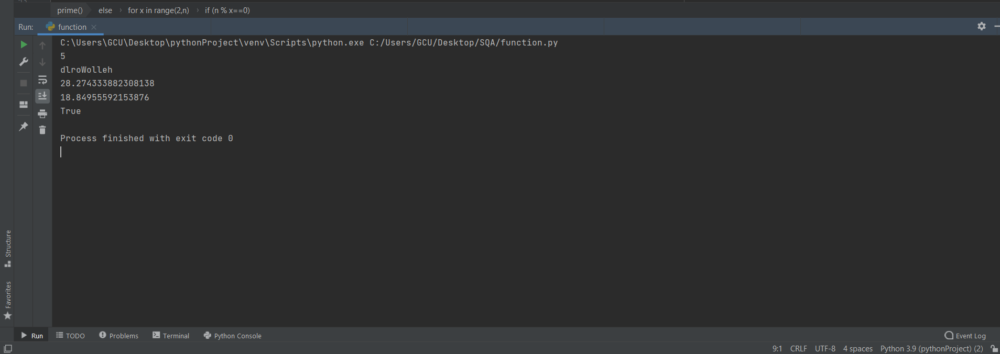 prime() else for x in range(2,n) if (n % x==0)
Run: function
C:\Users\GCU\Desktop\pythonProject\venv\Scripts\python.exe C:/Users/GCU/Desktop/SQA/function.py
5
dlroWolleh
28.274333882308138
18.84955592153876
True
Process finished with exit code 0
Structure
Favorites
Run TODO Problems Terminal Python Console Event Log
9:1 CRLF UTF-8 4 spaces Python 3.9 (pythonProject) (2)